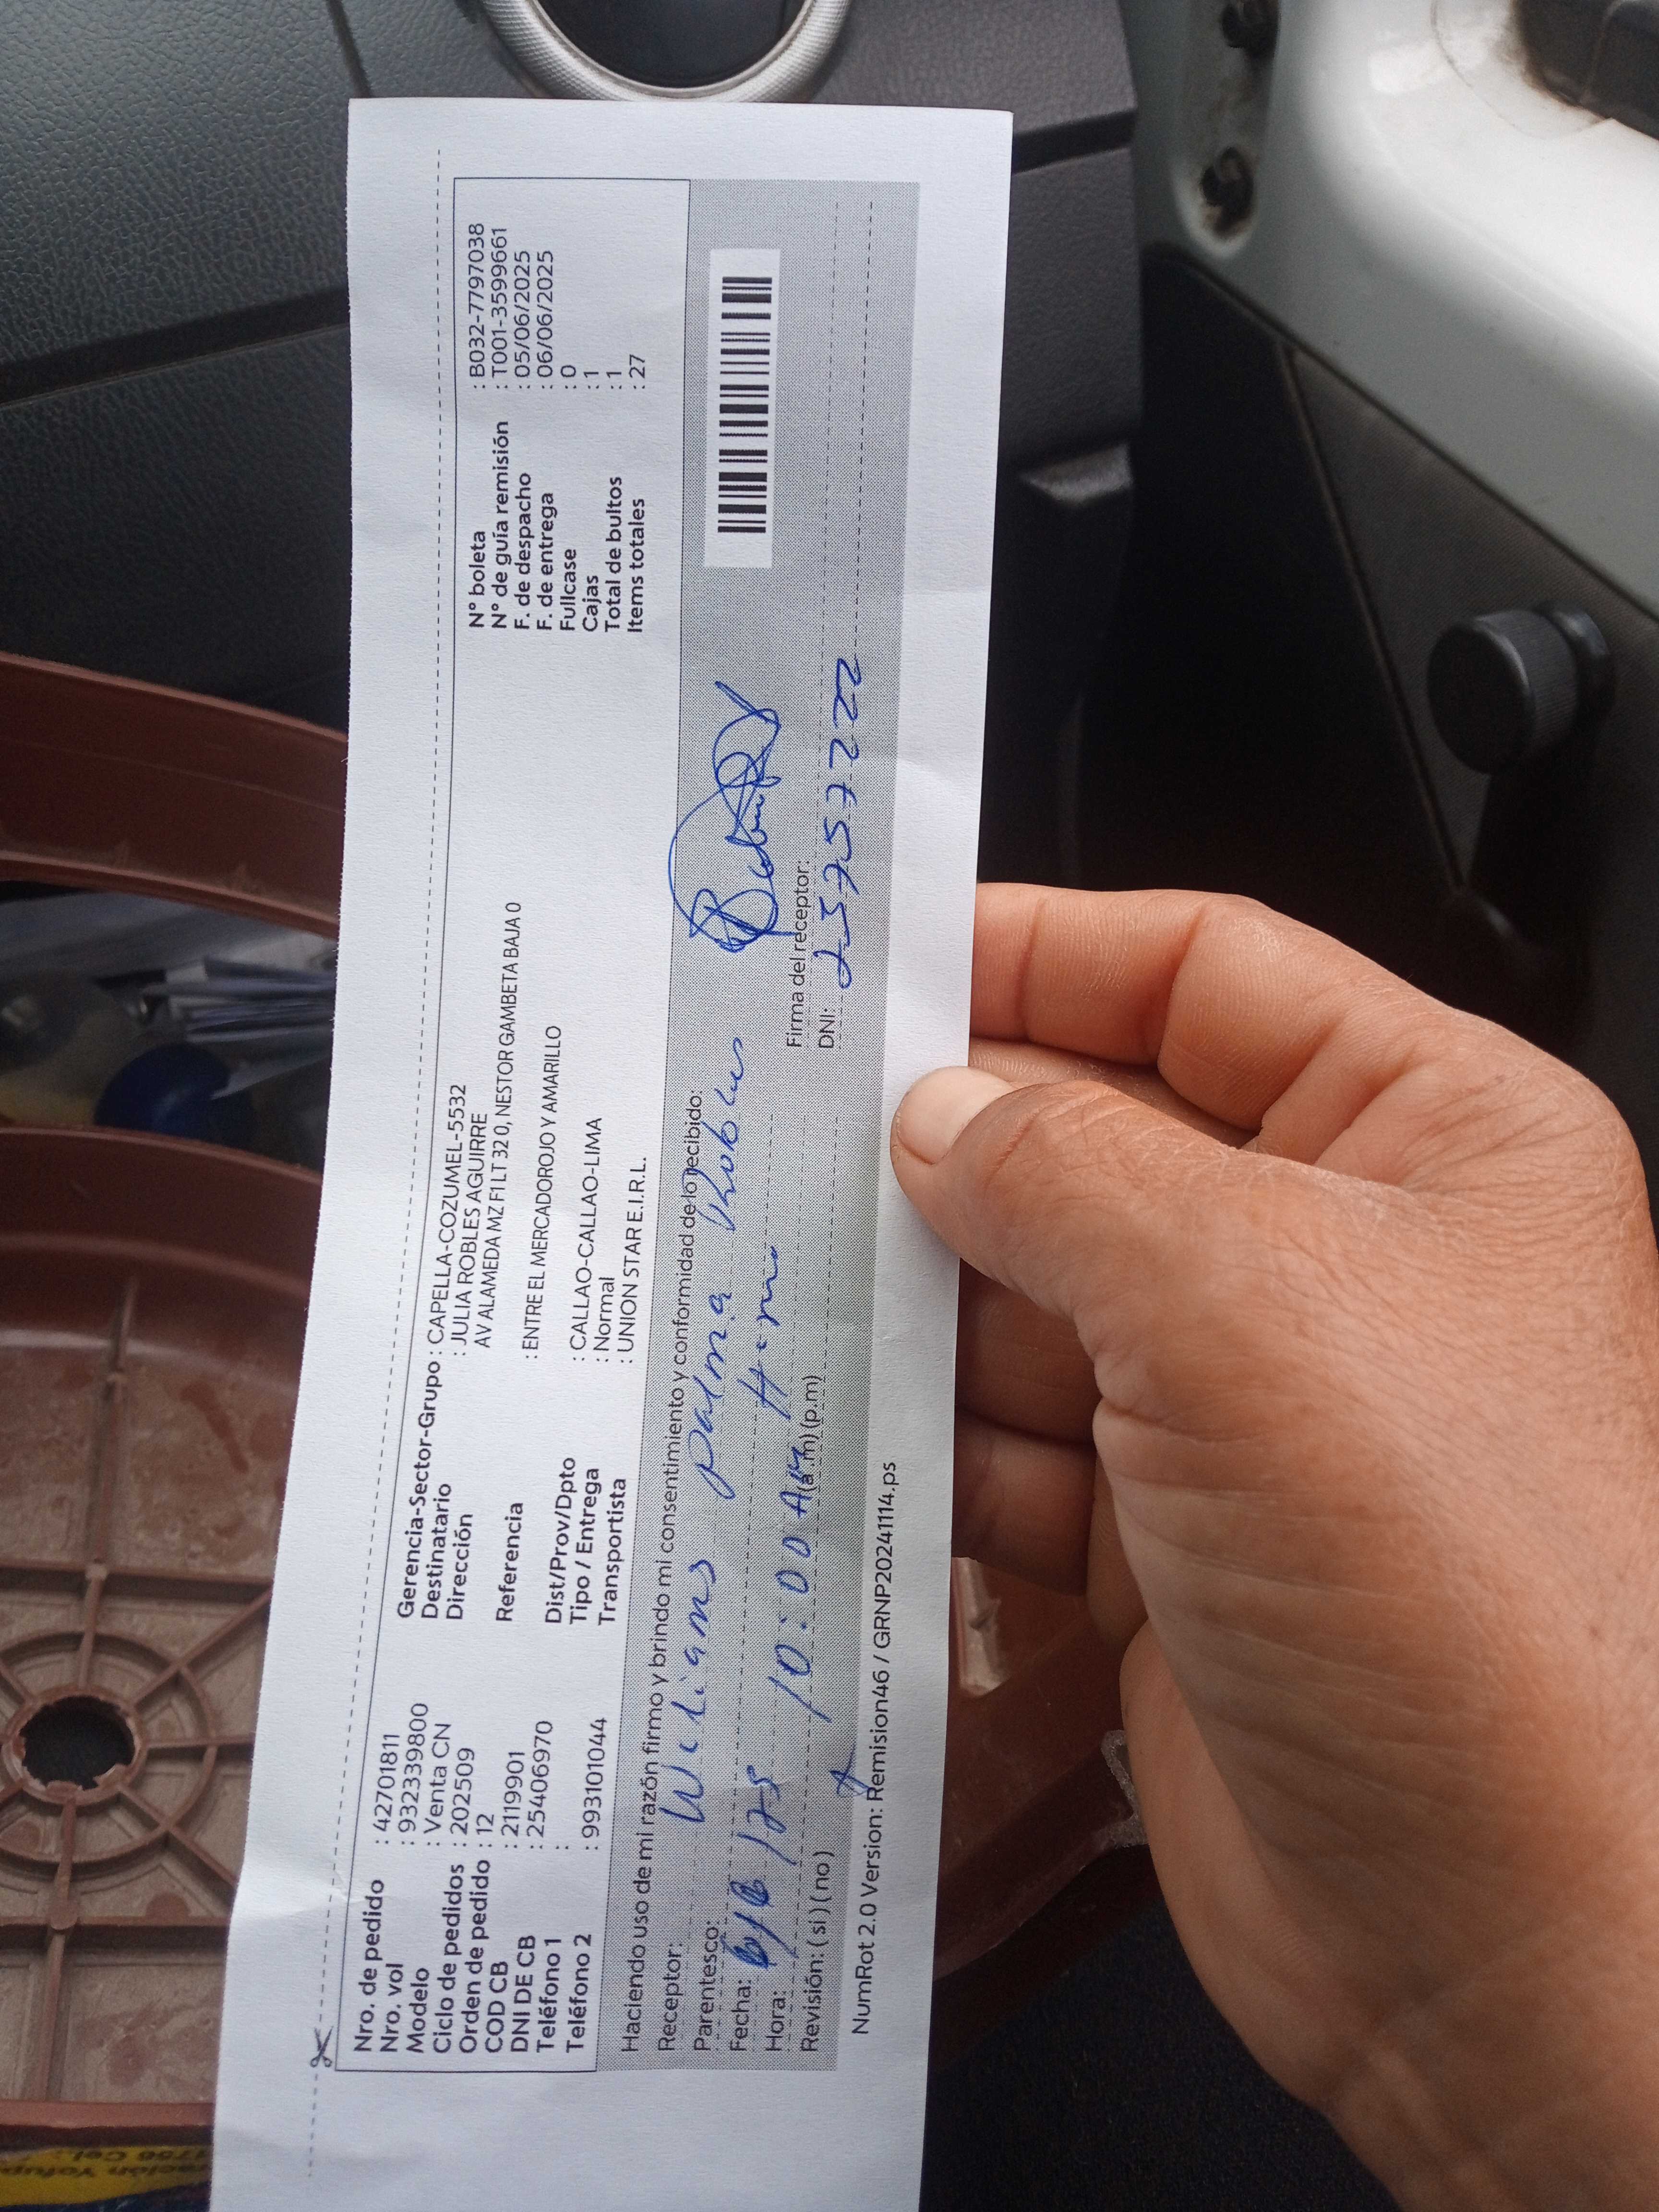 Nro. de pedido : 42701811
Nro. vol : 932339800
Modelo : Venta CN
Ciclo de pedidos : 202509
Orden de pedido : 12
COD CB : 2119901
DNI DE CB : 25406970
Teléfono 1 :
Teléfono 2 : 993101044
Gerencia-Sector-Grupo : CAPELLA-COZUMEL-5532
Destinatario : JULIA ROBLES AGUIRRE
Dirección AV ALAMEDA MZ F1 LT 32 0, NESTOR GAMBETA BAJA 0
Referencia : ENTRE EL MERCADOROJO Y AMARILLO
Dist/Prov/Dpto : CALLAO-CALLAO-LIMA
Tipo / Entrega : Normal
Transportista : UNION STAR E.I.R.L.
N° boleta : B032-7797038
N° de guía remisión : T001-3599661
F. de despacho : 05/06/2025
F. de entrega : 06/06/2025
Fullcase : 0
Cajas : 1
Total de bultos : 1
Items totales : 27
Haciendo uso de mi razón firmo y brindo mi consentimiento y conformidad de lo recibido:
Receptor: Williams palma Robles
Parentesco:
Fecha: 6/6/25
Hora: 10:00 AM (a.m) (p.m)
Revisión: ( si ) ( no )
Firma del receptor:
DNI: 25757222
NumRot 2.0 Version: Remision46 / GRNP20241114.ps